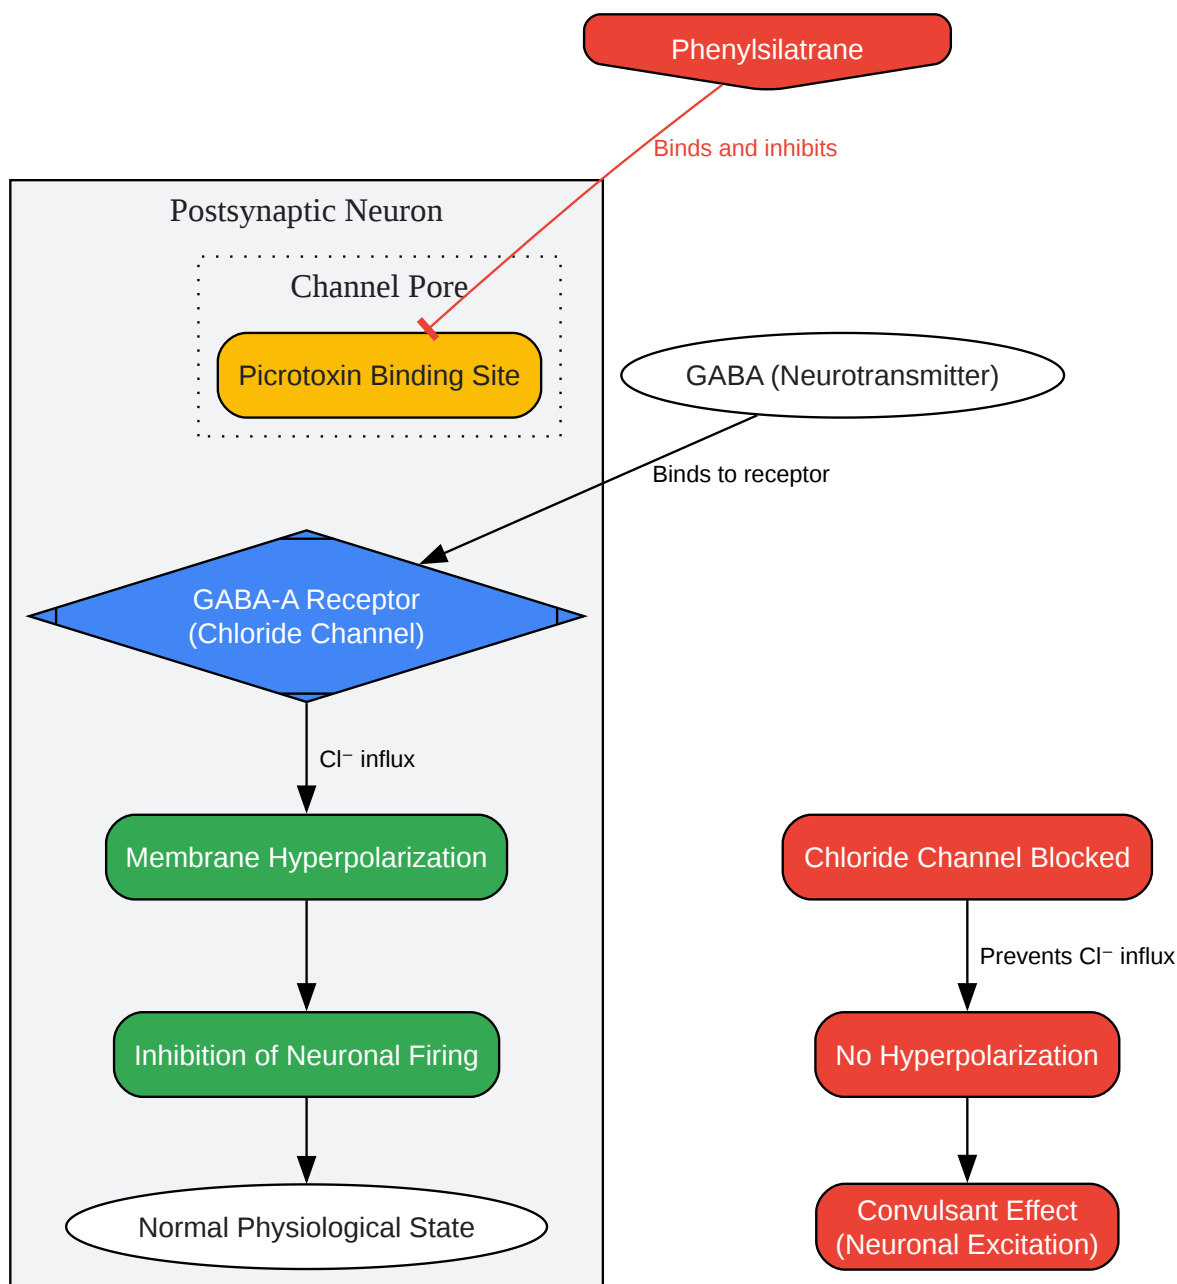 Phenylsilatrane
Binds and inhibits
Postsynaptic Neuron
Channel Pore
Picrotoxin Binding Site
GABA (Neurotransmitter)
Binds to receptor
GABA-A Receptor
(Chloride Channel)
Cl⁻ influx
Membrane Hyperpolarization
Chloride Channel Blocked
Prevents Cl⁻ influx
Inhibition of Neuronal Firing
No Hyperpolarization
Normal Physiological State
Convulsant Effect
(Neuronal Excitation)